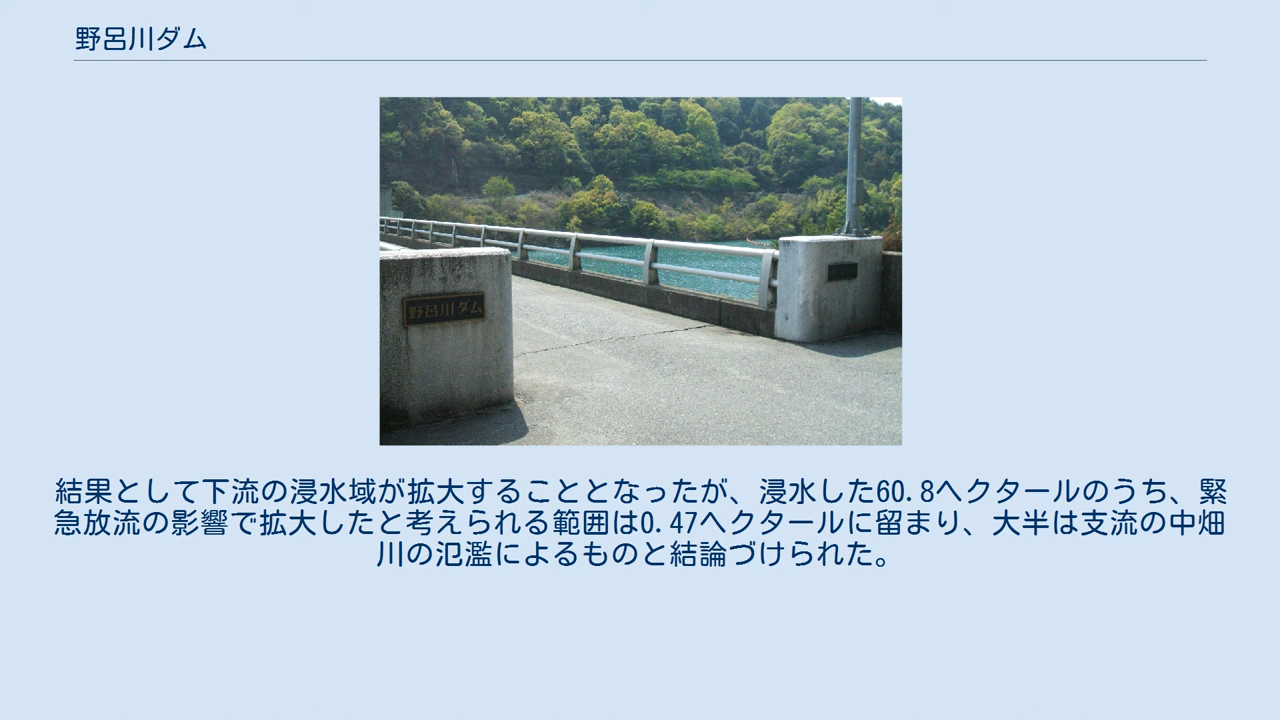 野呂川ダム
野呂川ダム
結果として下流の浸水域が拡大することとなったが、浸水した60.8ヘクタールのうち、緊
急放流の影響で拡大したと考えられる範囲は0.47ヘクタールに留まり、大半は支流の中畑
川の氾濫によるものと結論づけられた。